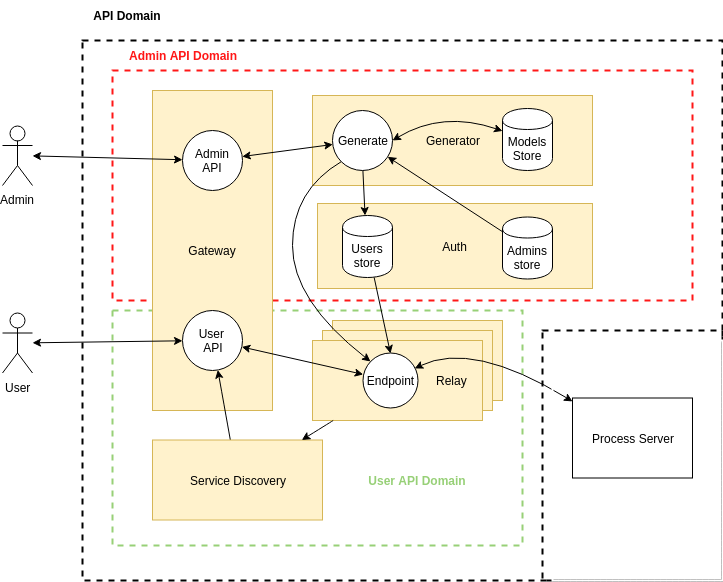 API Domain
Admin API Domain
Generate
Generator
Models
Store
Admin
API
Admin
Gateway
Users
store
Auth
Admins
store
User
API
User
Endpoint
Relay
Process Server
Service Discovery
User API Domain